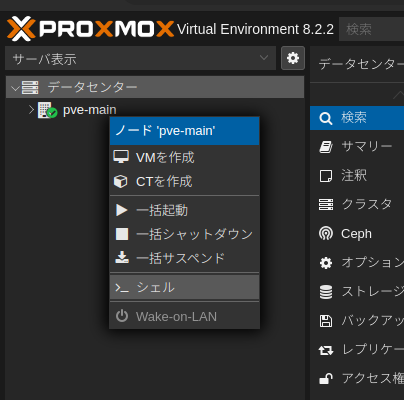 PROXMOX Virtual Environment 8.2.2 検索
サーバ表示
データセンター
pve-main
ノード 'pve-main'
VMを作成
CTを作成
一括起動
一括シャットダウン
一括サスペンド
シェル
Wake-on-LAN
データセンター
検索
サマリー
注釈
クラスタ
Ceph
オプション
ストレージ
バックアッ
レプリケー
アクセス権